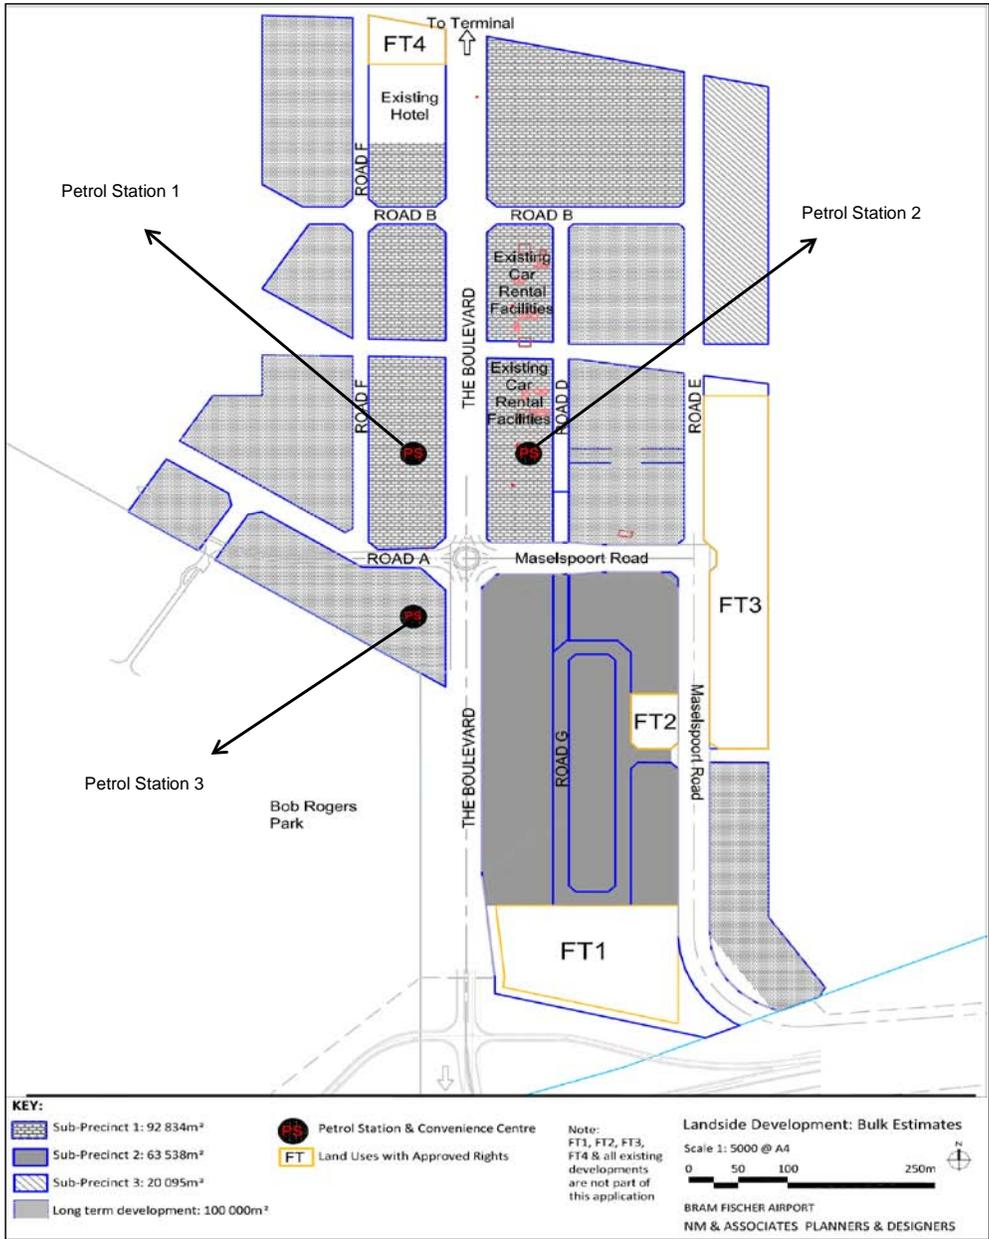 To Terminal
FT4
Existing
Hotel
ROAD F
Petrol Station 1
Petrol Station 2
ROAD B
ROAD B
Existing
Car
Rental
Facilities
THE BOULEVARD
Existing
Car
Rental
Facilities
ROAD F
ROAD D
ROAD E
PS
PS
ROAD A
Maselspoort Road
FT3
PS
FT2
Maselspoort Road
ROAD G
THE BOULEVARD
Petrol Station 3
Bob Rogers
Park
FT1
KEY:
Sub-Precinct 1: 92 834m²
Sub-Precinct 2: 63 538m²
Sub-Precinct 3: 20 095m²
Long term development: 100 000m²
PS Petrol Station & Convenience Centre
FT Land Uses with Approved Rights
Note:
FT1, FT2, FT3,
FT4 & all existing
developments
are not part of
this application
Landside Development: Bulk Estimates
Scale 1: 5000 @ A4
N
0 50 100 250m
BRAM FISCHER AIRPORT
NM & ASSOCIATES PLANNERS & DESIGNERS